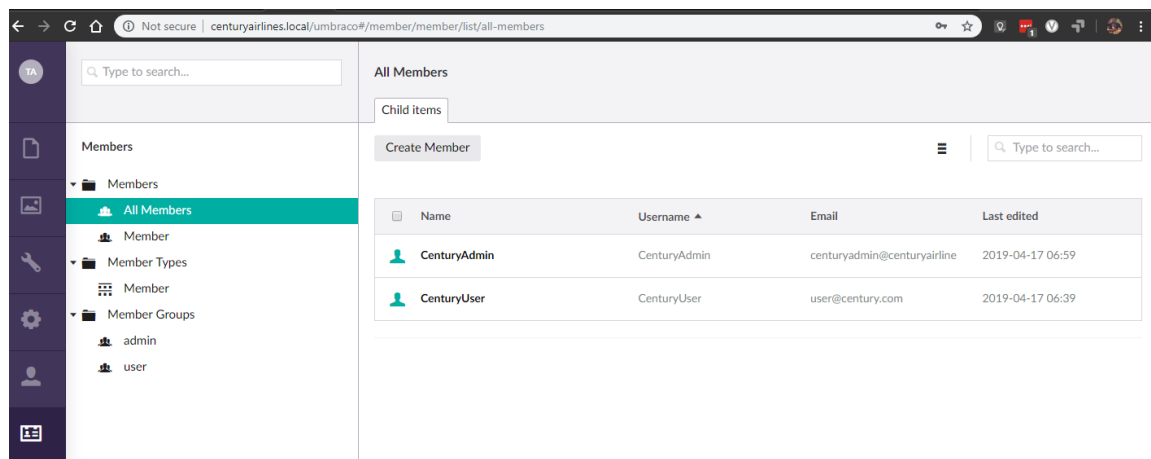 Not secure | centuryairlines.local/umbraco#/member/member/list/all-members
1
TA
Type to search...
All Members
Child items
Members
Create Member
Type to search...
Members
All Members
Member
Member Types
Member
Member Groups
admin
user
Name Username Email Last edited
CenturyAdmin CenturyAdmin centuryadmin@centuryairline 2019-04-17 06:59
CenturyUser CenturyUser user@century.com 2019-04-17 06:39